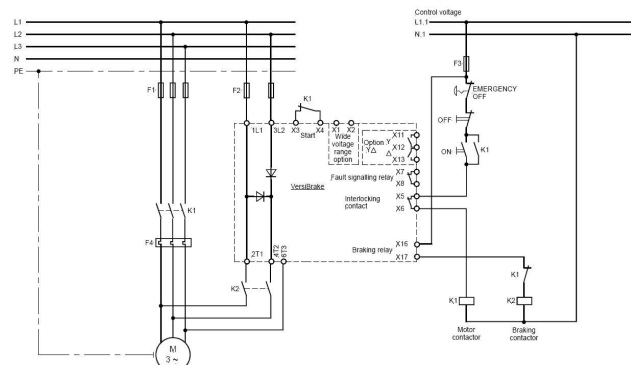 Control voltage
L1
L1.1
L2
N.1
L3
N
PE
F1
F2
F3
K1
EMERGENCY
OFF
1L1
3L2
X3
X4
X1
X2
Start
Wide
voltage
range
option
Option Y
Y△
△
X11
X12
X13
OFF
ON
K1
VersiBrake
Fault signalling relay
X7
X8
Interlocking
contact
X5
X6
K1
F4
Braking relay
X16
X17
2T1
4T2
6T3
K2
K1
K1
K2
Motor
contactor
Braking
contactor
M
3 ~